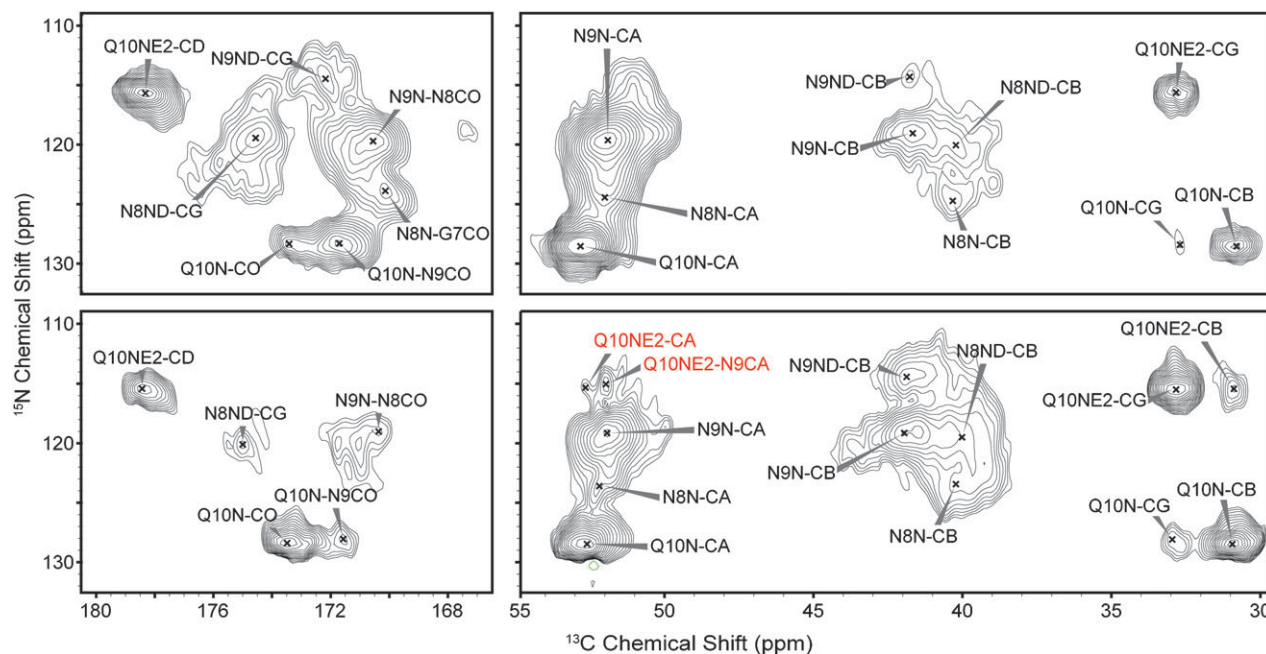 110
120
130
Q10NE2-CD
N9ND-CG
N9N-N8CO
N8ND-CG
N8N-G7CO
Q10N-CO
Q10N-N9CO
N9N-CA
N9ND-CB
N8ND-CB
Q10NE2-CG
N9N-CB
N8N-CA
Q10N-CG
Q10N-CB
N8N-CB
Q10N-CA
15N Chemical Shift (ppm)
110
120
130
Q10NE2-CD
N8ND-CG
N9N-N8CO
Q10N-N9CO
Q10N-CO
Q10NE2-CA
Q10NE2-N9CA
N9ND-CB
N8ND-CB
Q10NE2-CB
Q10NE2-CG
N9N-CA
N9N-CB
N8N-CA
Q10N-CG
Q10N-CB
N8N-CB
Q10N-CA
180 175 170 165 55 50 45 40 35 30
13C Chemical Shift (ppm)